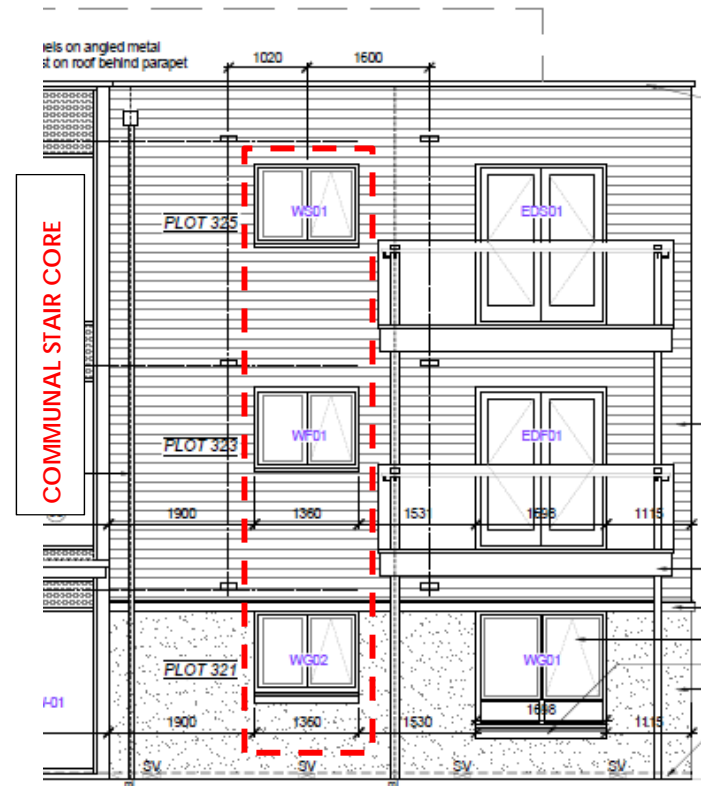 els on angled metal
st on roof behind parapet
1020
1600
COMMUNAL STAIR CORE
PLOT 325
WS01
EDS01
PLOT 323
WF01
EDF01
1900
1360
1531
1698
1115
PLOT 321
WG02
WG01
-01
1900
1360
1530
1698
1115
SV
SV
SV
SV